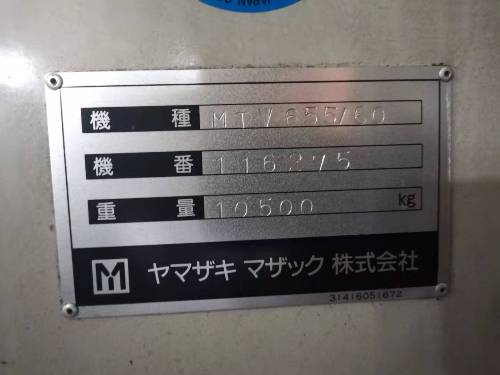 機種 MTV655/60
機番 116275
重量 10500 kg
M ヤマザキ マザック 株式会社
31416051672